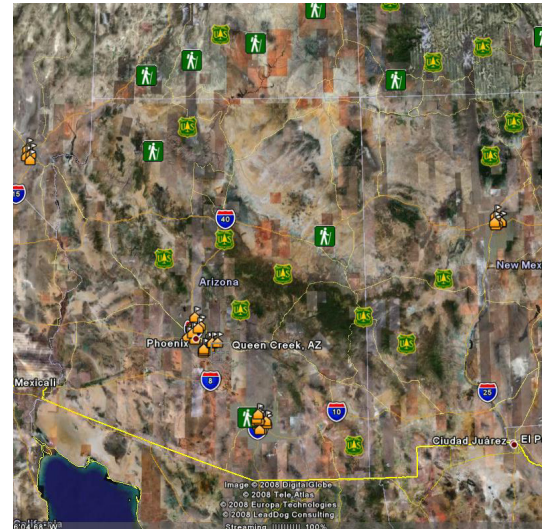 15
40
Arizona
New Mex
Phoenix
Queen Creek, AZ
8
Mexicali
10
25
Ciudad Juárez
El P
Image © 2008 DigitalGlobe
© 2008 Tele Atlas
© 2008 Europa Technologies
© 2008 LeadDog Consulting
Streaming ||||||||| 100%